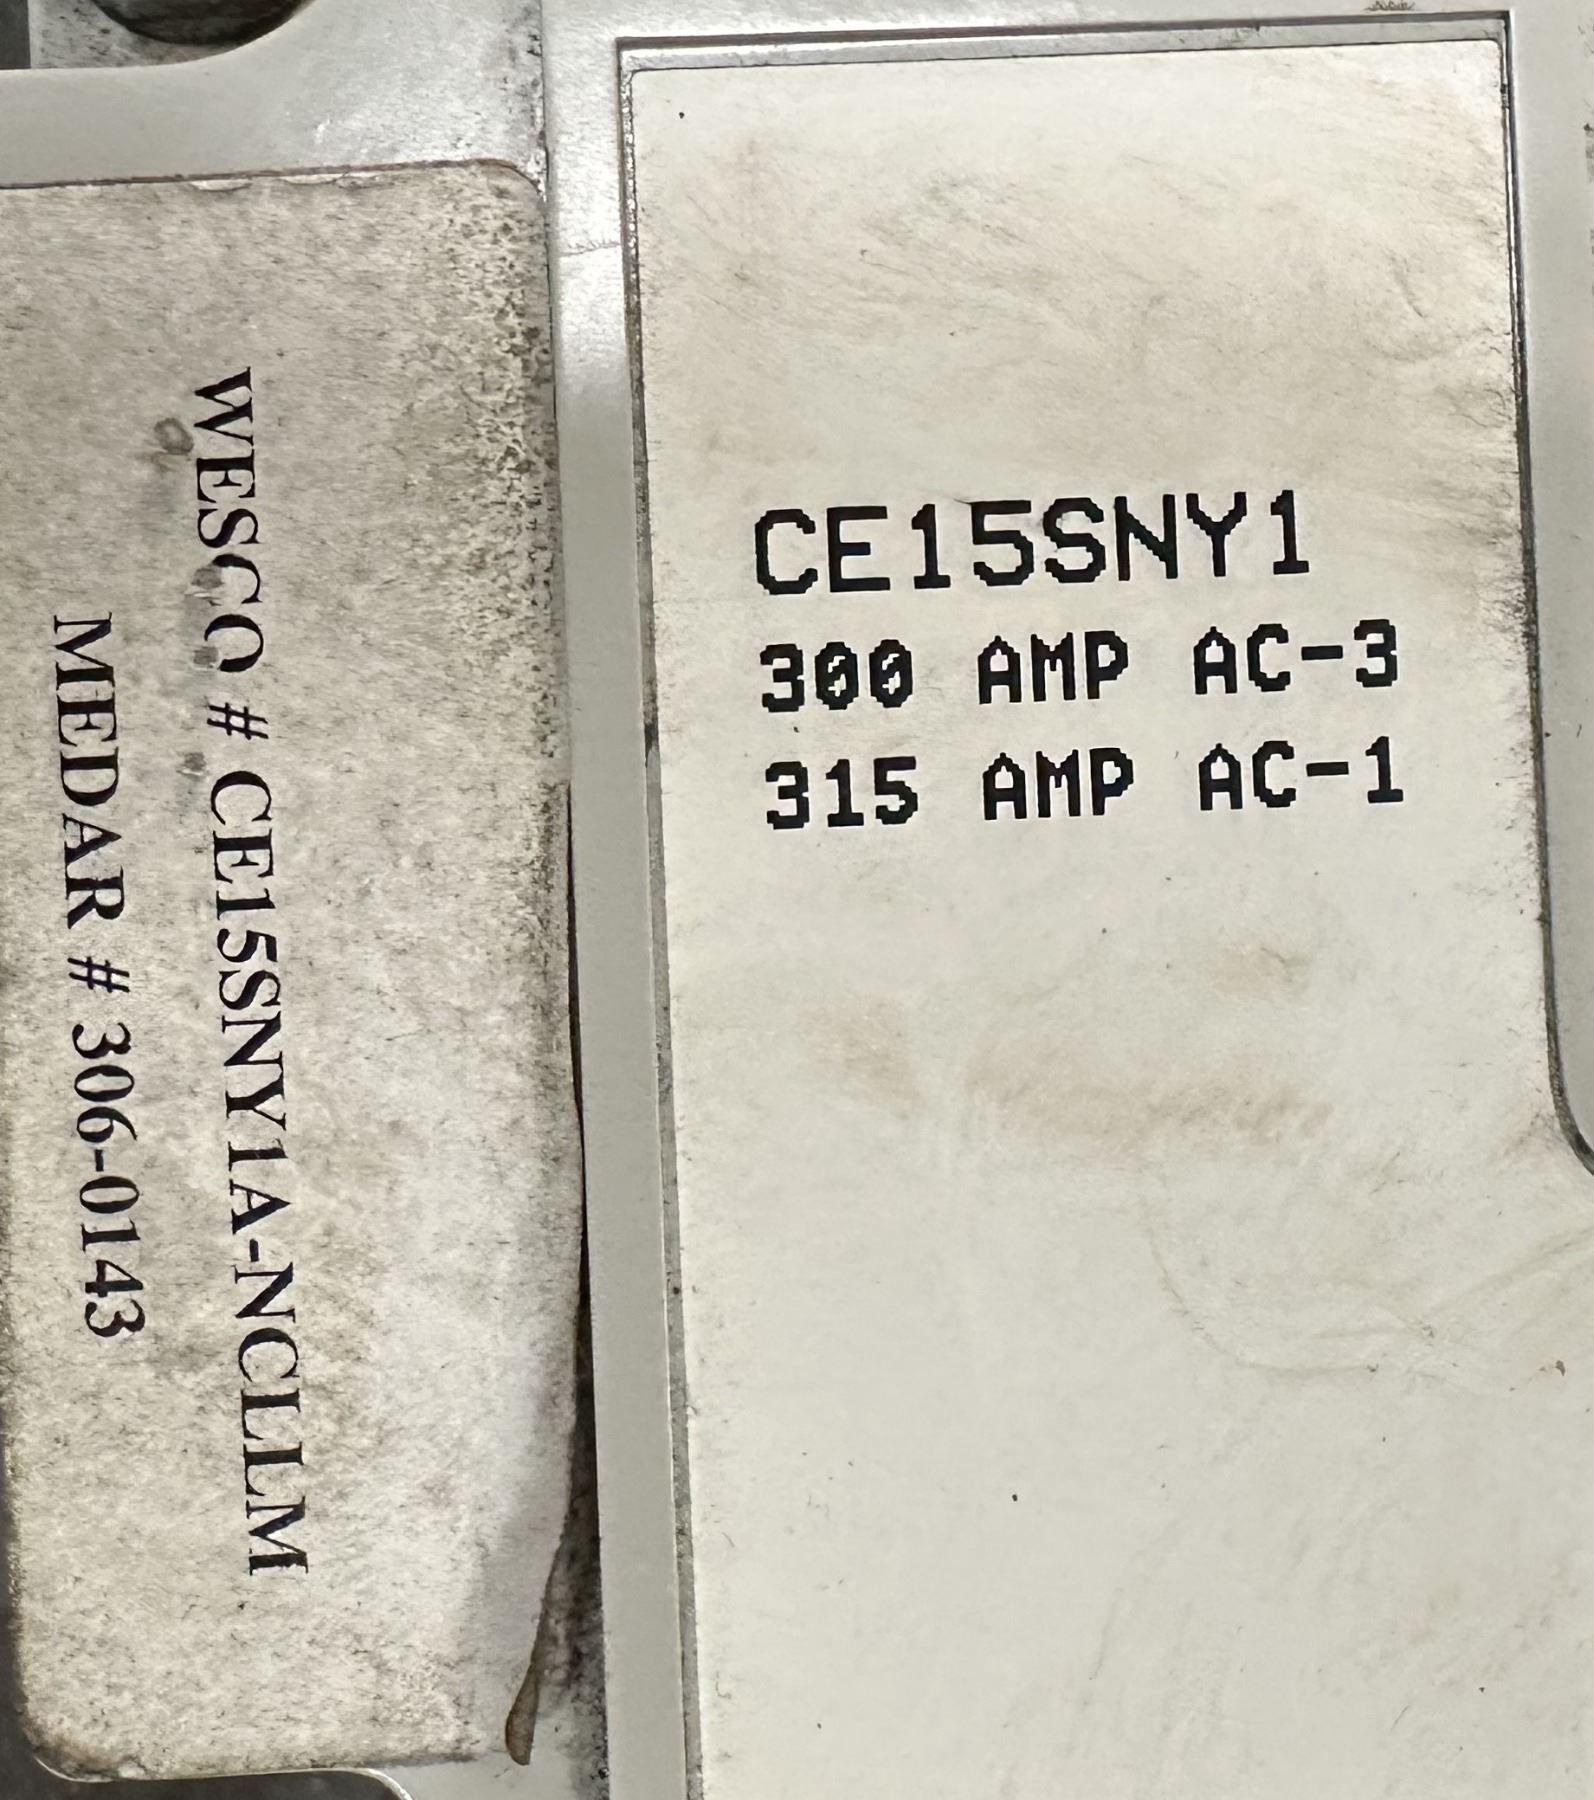 WESCO # CE15SNY1A-NCLLM
MEDAR # 306-0143
CE15SNY1
300 AMP AC-3
315 AMP AC-1